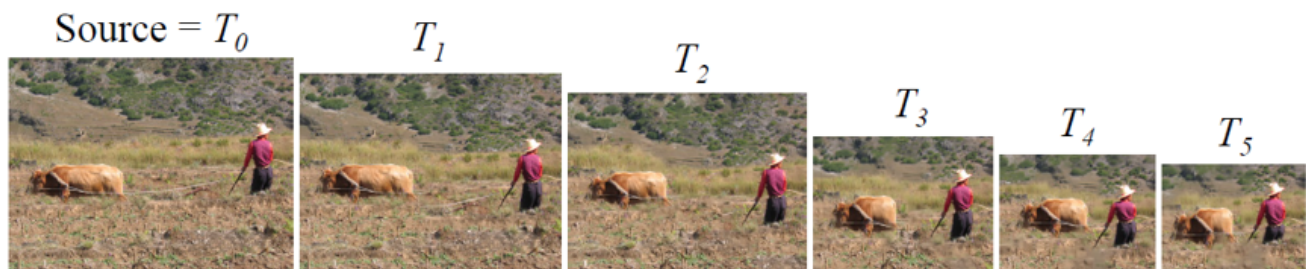 Source = T₀
T₁
T₂
T₃
T₄
T₅